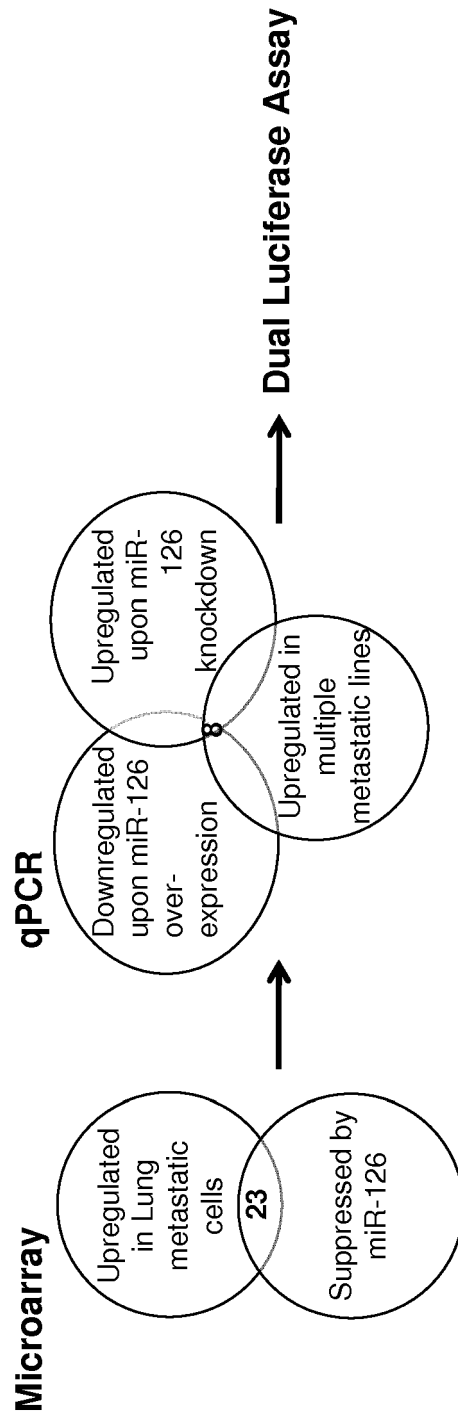 Microarray
Upregulated
in Lung
metastatic
cells
23
Suppressed by
miR-126
qPCR
Downregulated
upon miR-126
over-
expression
Upregulated
upon miR-
126
knockdown
8
Upregulated in
multiple
metastatic lines
Dual Luciferase Assay